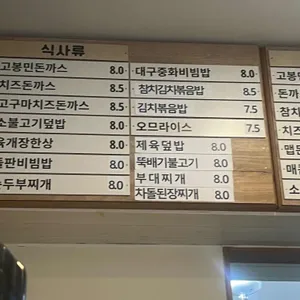 식사류
고봉민돈까스 8.0
치즈돈까스 8.5
고구마치즈돈까스 8.5
소불고기덮밥 8.0
육개장한상 8.0
돌판비빔밥 8.0
순두부찌개 8.0
대구중화비빔밥 8.0
참치김치볶음밥 8.5
김치볶음밥 7.5
오므라이스 7.5
제육덮밥 8.0
뚝배기불고기 8.0
부대찌개 8.0
차돌된장찌개 8.0
고봉민
돈까
참치
치즈
맵
매
소